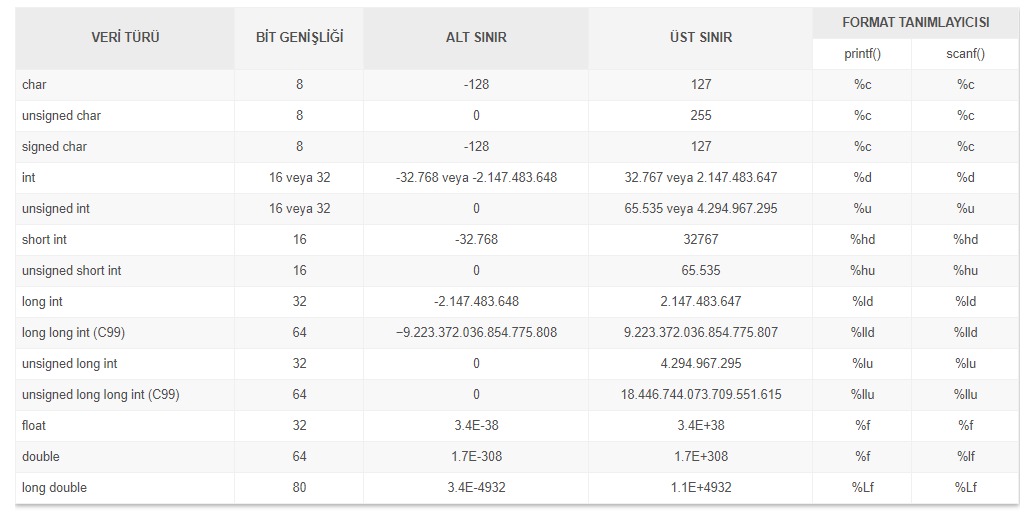 VERİ TÜRÜ BİT GENİŞLİĞİ ALT SINIR ÜST SINIR FORMAT TANIMLAYICISI
printf() scanf()
char 8 -128 127 %c %c
unsigned char 8 0 255 %c %c
signed char 8 -128 127 %c %c
int 16 veya 32 -32.768 veya -2.147.483.648 32.767 veya 2.147.483.647 %d %d
unsigned int 16 veya 32 0 65.535 veya 4.294.967.295 %u %u
short int 16 -32.768 32767 %hd %hd
unsigned short int 16 0 65.535 %hu %hu
long int 32 -2.147.483.648 2.147.483.647 %ld %ld
long long int (C99) 64 −9.223.372.036.854.775.808 9.223.372.036.854.775.807 %lld %lld
unsigned long int 32 0 4.294.967.295 %lu %lu
unsigned long long int (C99) 64 0 18.446.744.073.709.551.615 %llu %llu
float 32 3.4E-38 3.4E+38 %f %f
double 64 1.7E-308 1.7E+308 %f %lf
long double 80 3.4E-4932 1.1E+4932 %Lf %Lf